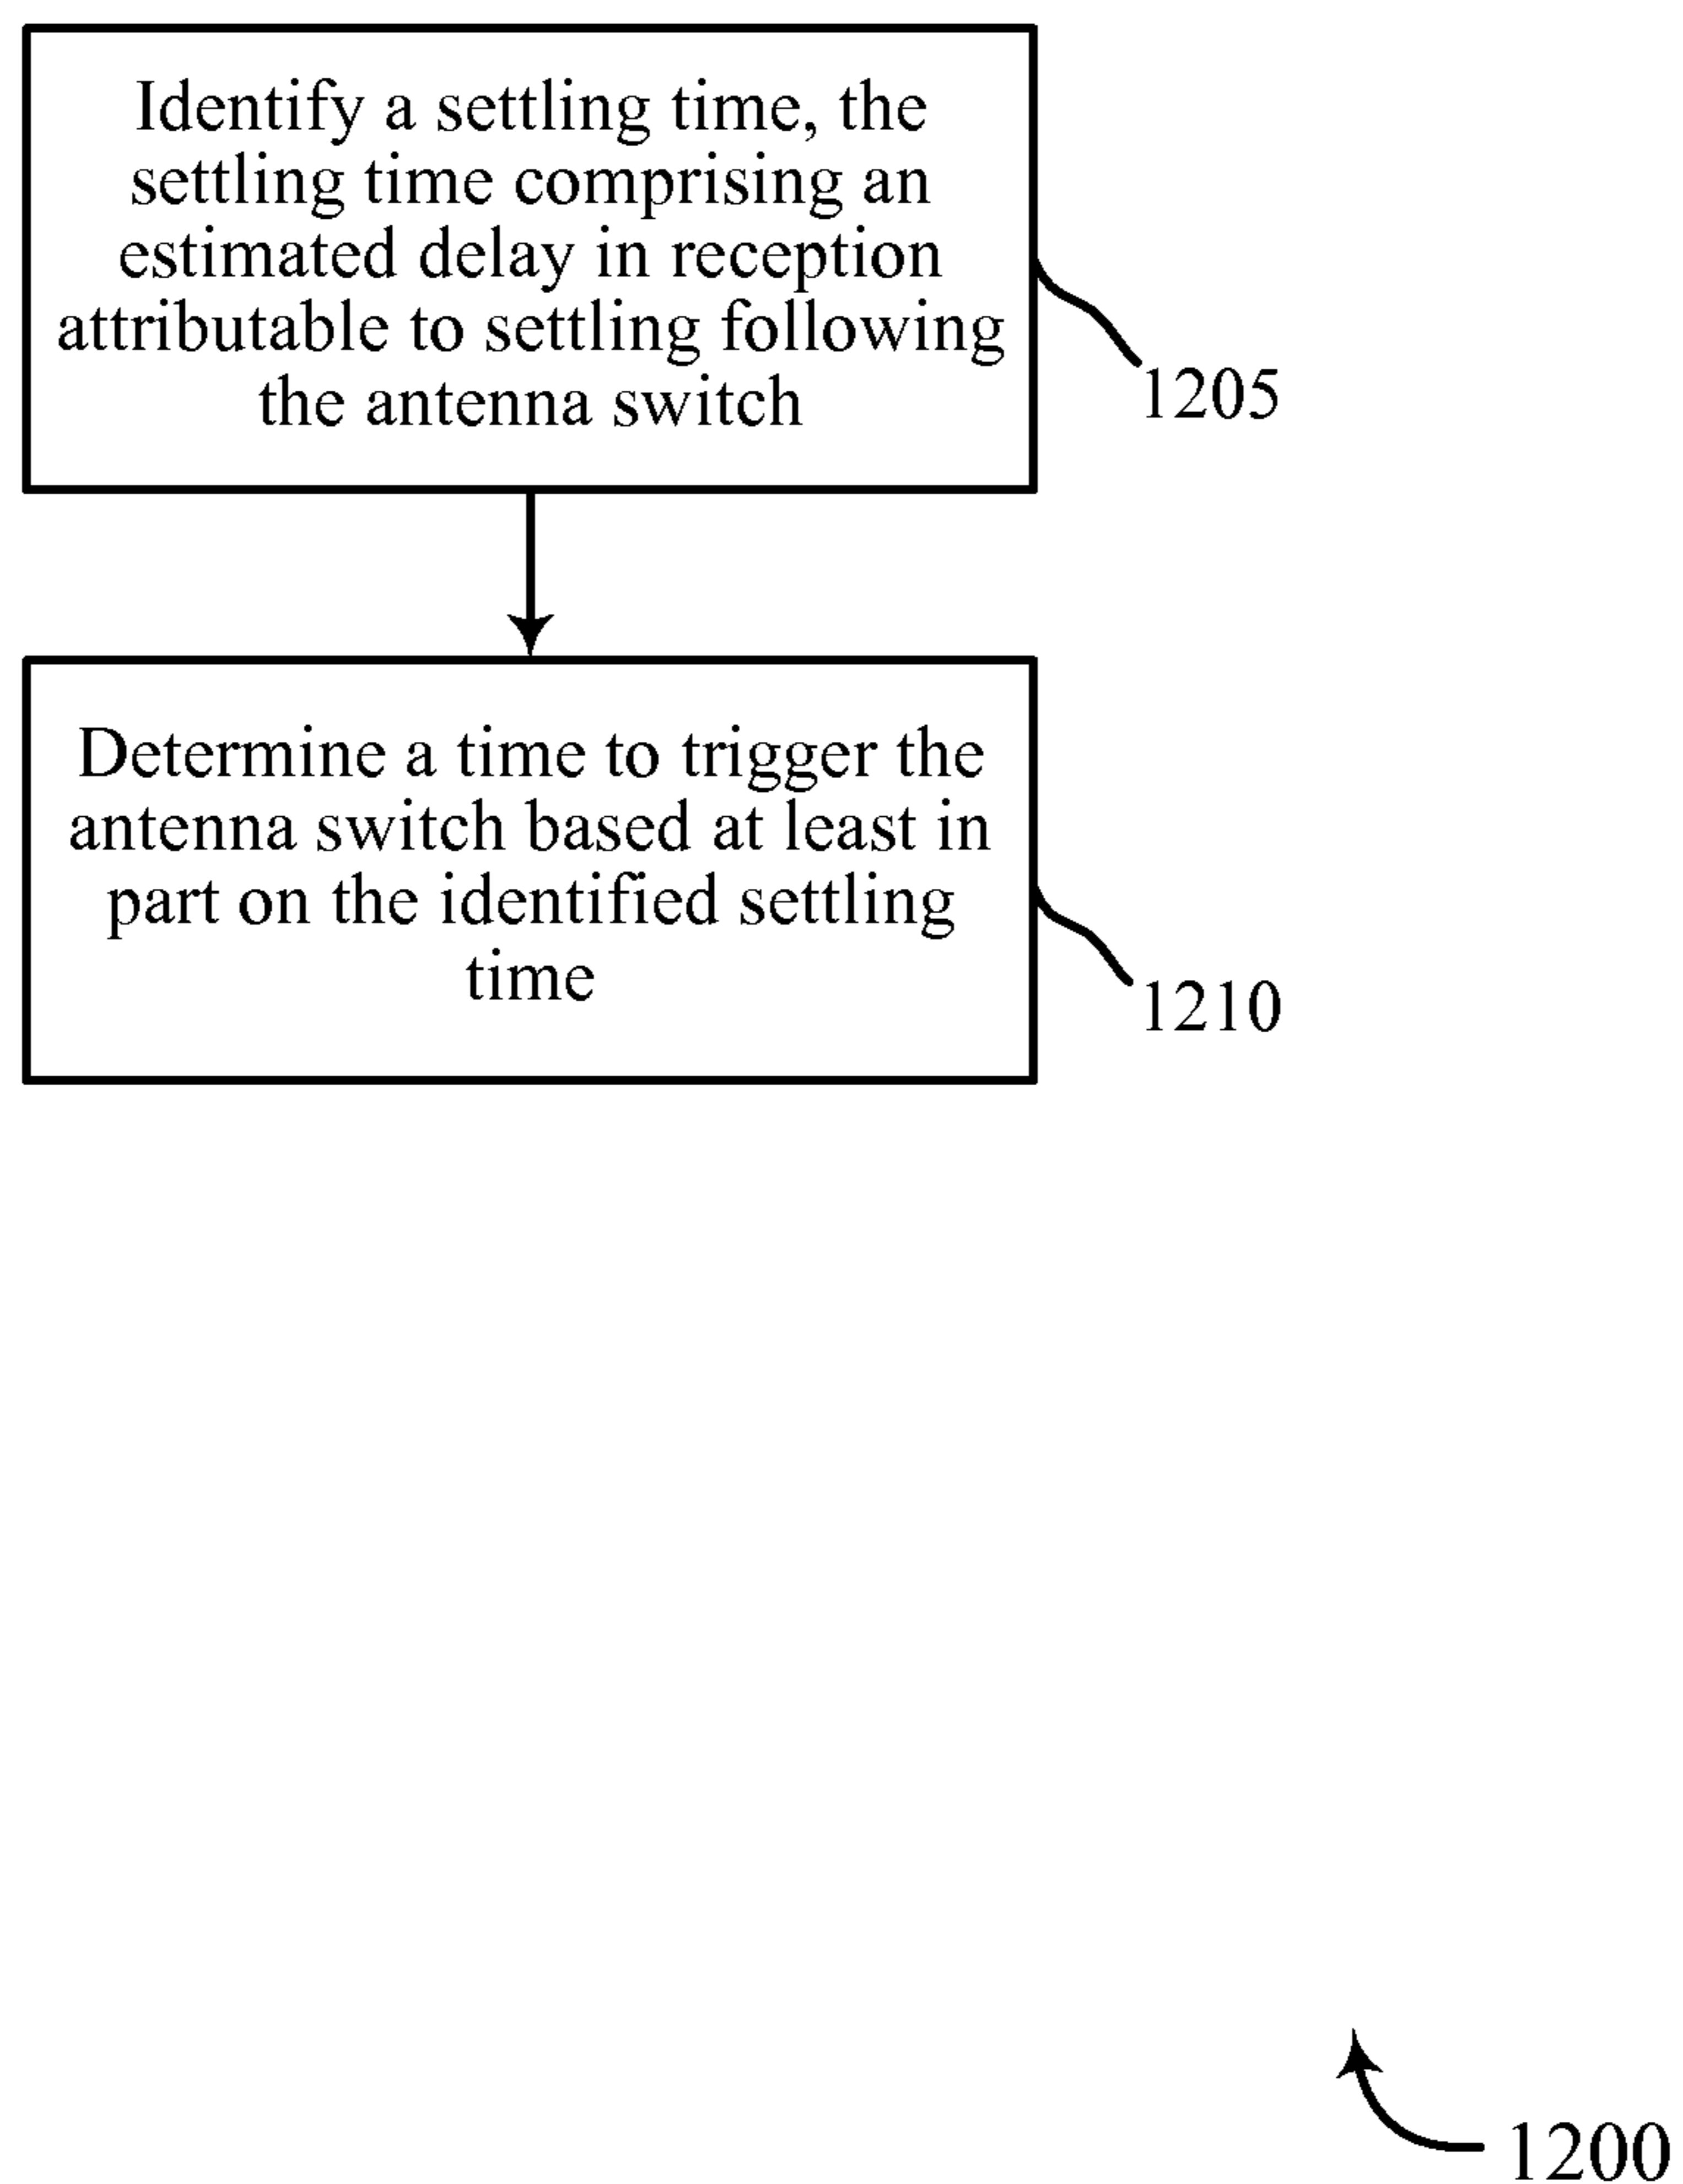 Identify a settling time, the
settling time comprising an
estimated delay in reception
attributable to settling following
the antenna switch
1205
Determine a time to trigger the
antenna switch based at least in
part on the identified settling
time
1210
1200